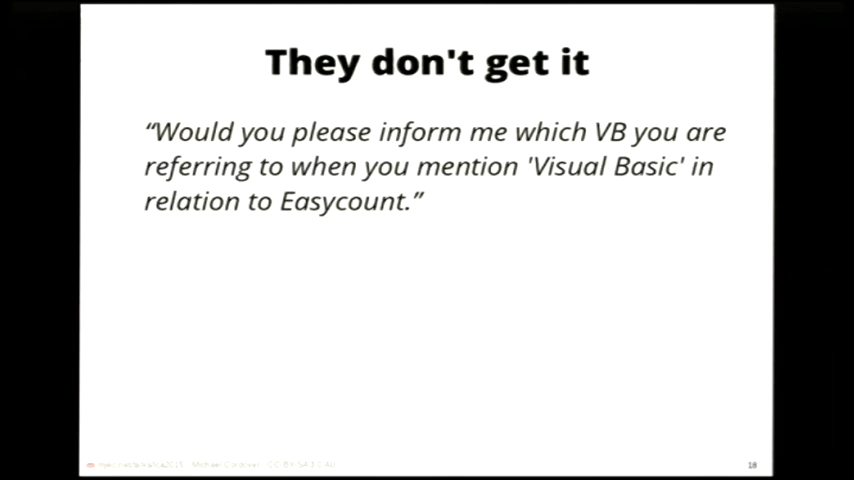 They don't get it
“Would you please inform me which VB you are
referring to when you mention 'Visual Basic' in
relation to Easycount.”
18